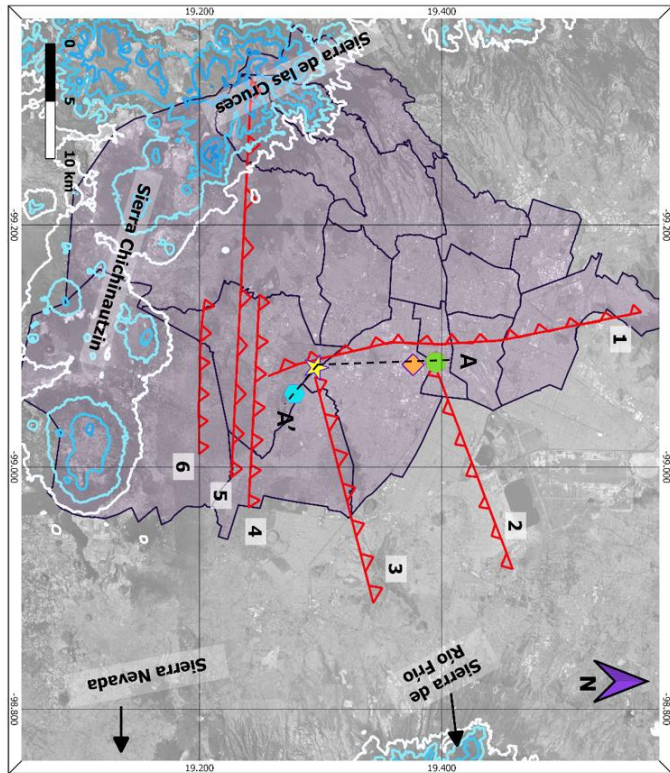 19.200
19.400
Sierra de las Cruces
0
5
10 km
-99.200
-99.200
Sierra Chichinautzin
1
A
A'
-99.000
-99.000
6
5
4
2
3
Sierra Nevada
Sierra de
Río Frío
N
-98.800
-98.800
19.200
19.400